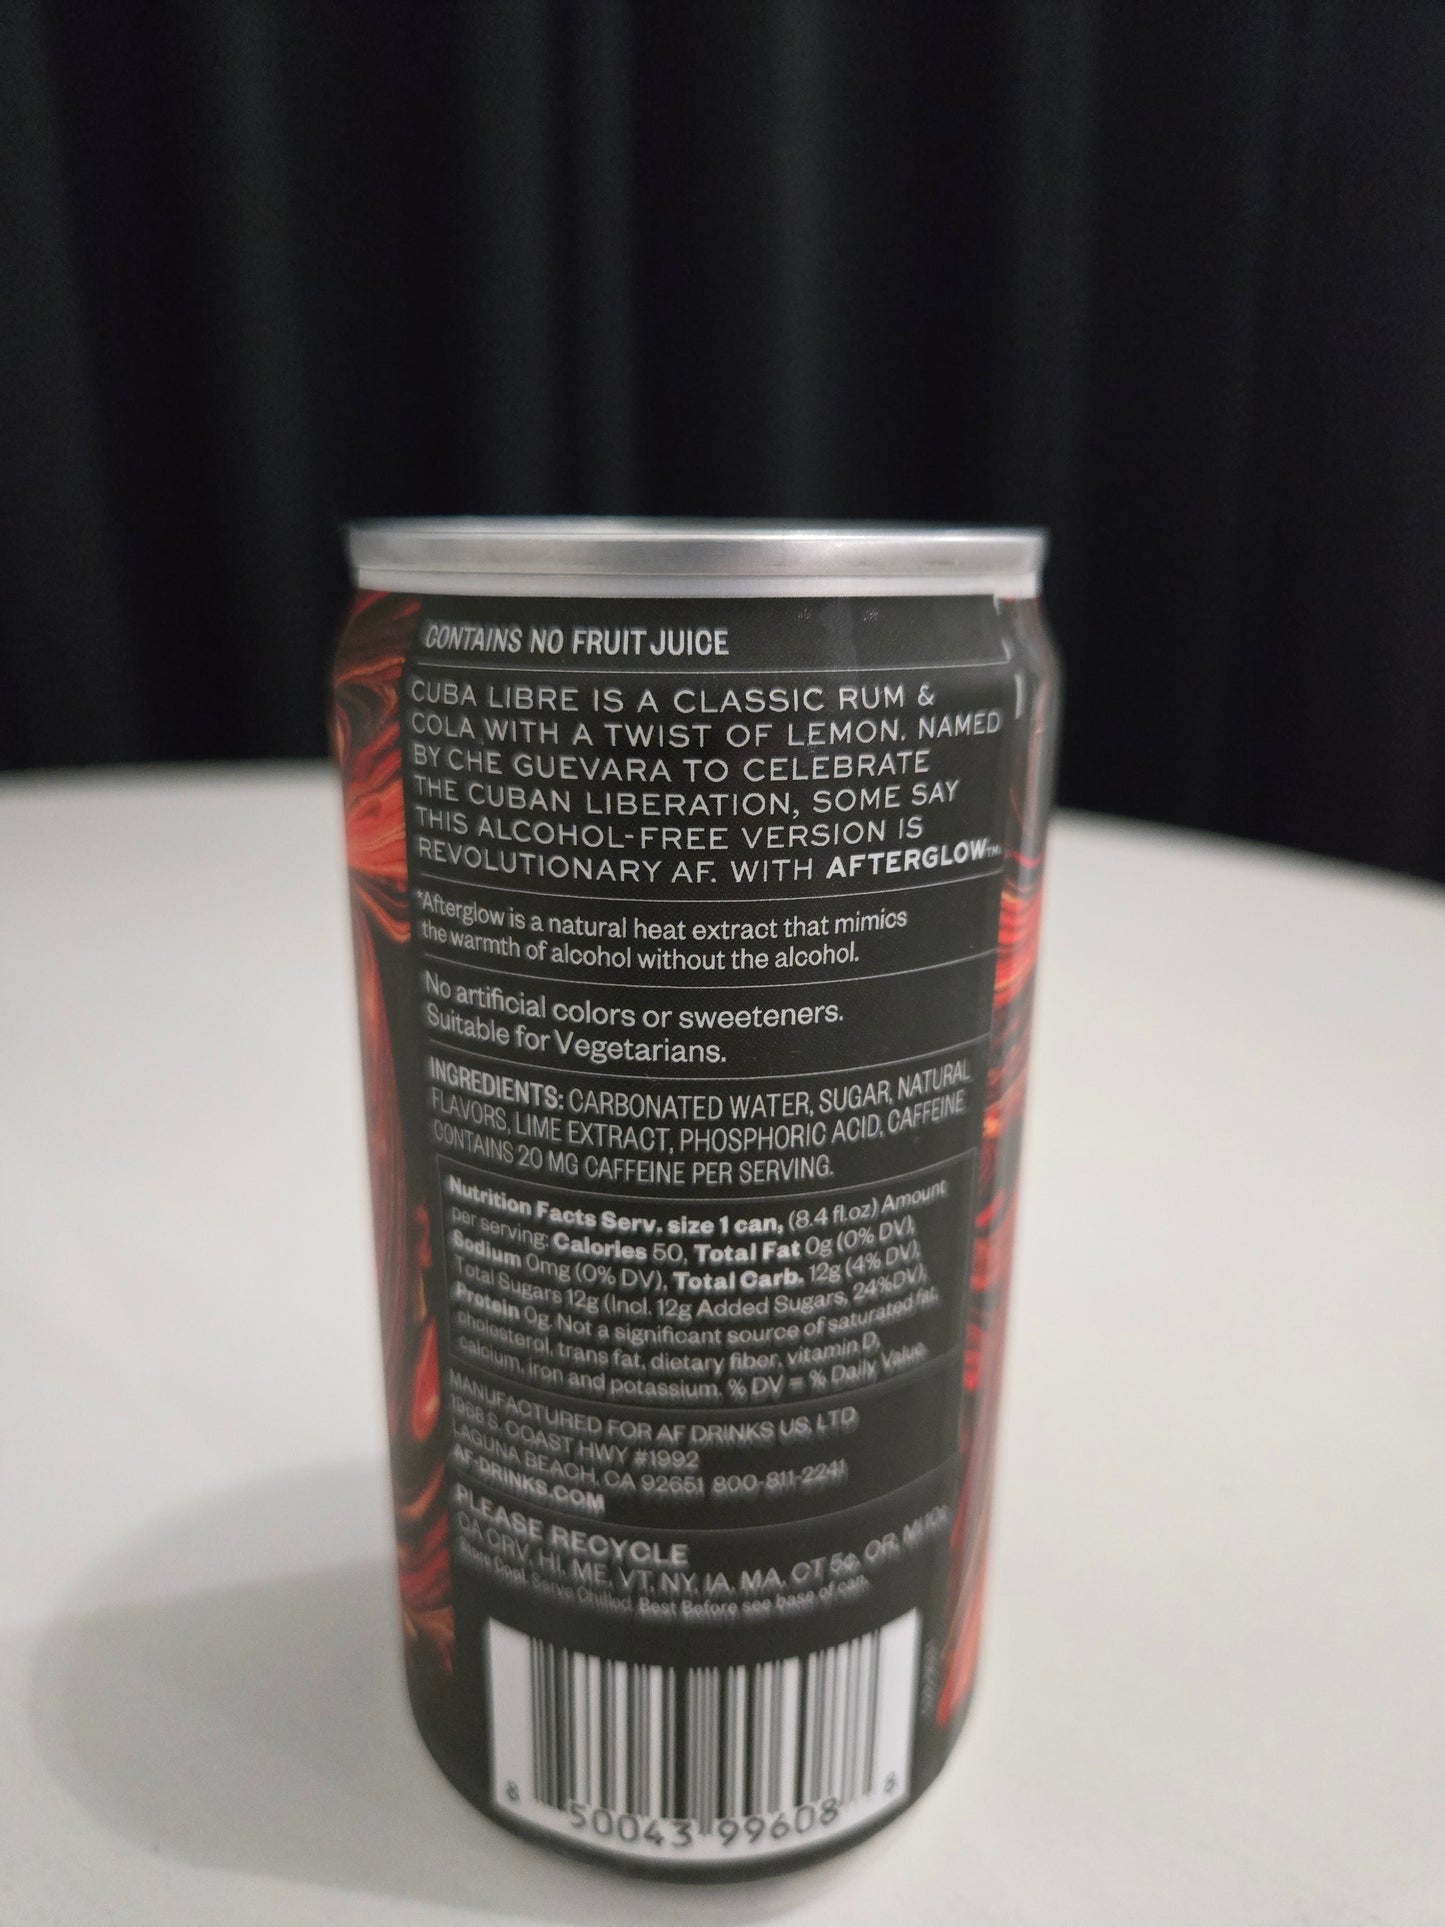 CONTAINS NO FRUIT JUICE
CUBA LIBRE IS A CLASSIC RUM &
COLA WITH A TWIST OF LEMON. NAMED
BY CHE GUEVARA TO CELEBRATE
THE CUBAN LIBERATION, SOME SAY
THIS ALCOHOL-FREE VERSION IS
REVOLUTIONARY AF. WITH AFTERGLOW™
*Afterglow is a natural heat extract that mimics
the warmth of alcohol without the alcohol.
No artificial colors or sweeteners.
Suitable for Vegetarians.
INGREDIENTS: CARBONATED WATER, SUGAR, NATURAL
FLAVORS, LIME EXTRACT, PHOSPHORIC ACID, CAFFEINE
CONTAINS 20 MG CAFFEINE PER SERVING.
Nutrition Facts Serv. size 1 can, (8.4 fl.oz) Amount
per serving: Calories 50, Total Fat 0g (0% DV),
Sodium 0mg (0% DV), Total Carb. 12g (4% DV),
Total Sugars 12g (Incl. 12g Added Sugars, 24%DV),
Protein 0g. Not a significant source of saturated fat,
cholesterol, trans fat, dietary fiber, vitamin D,
calcium, iron and potassium. % DV = % Daily Value
MANUFACTURED FOR AF DRINKS US, LTD
1968 S. COAST HWY #1992
LAGUNA BEACH, CA 92651 800-811-2241
AF-DRINKS.COM
PLEASE RECYCLE
CA CRV, HI, ME, VT, NY, IA, MA, CT 5¢, OR, MI 10¢
Store Cool. Serve Chilled. Best Before see base of can.
8 50043 99608 8